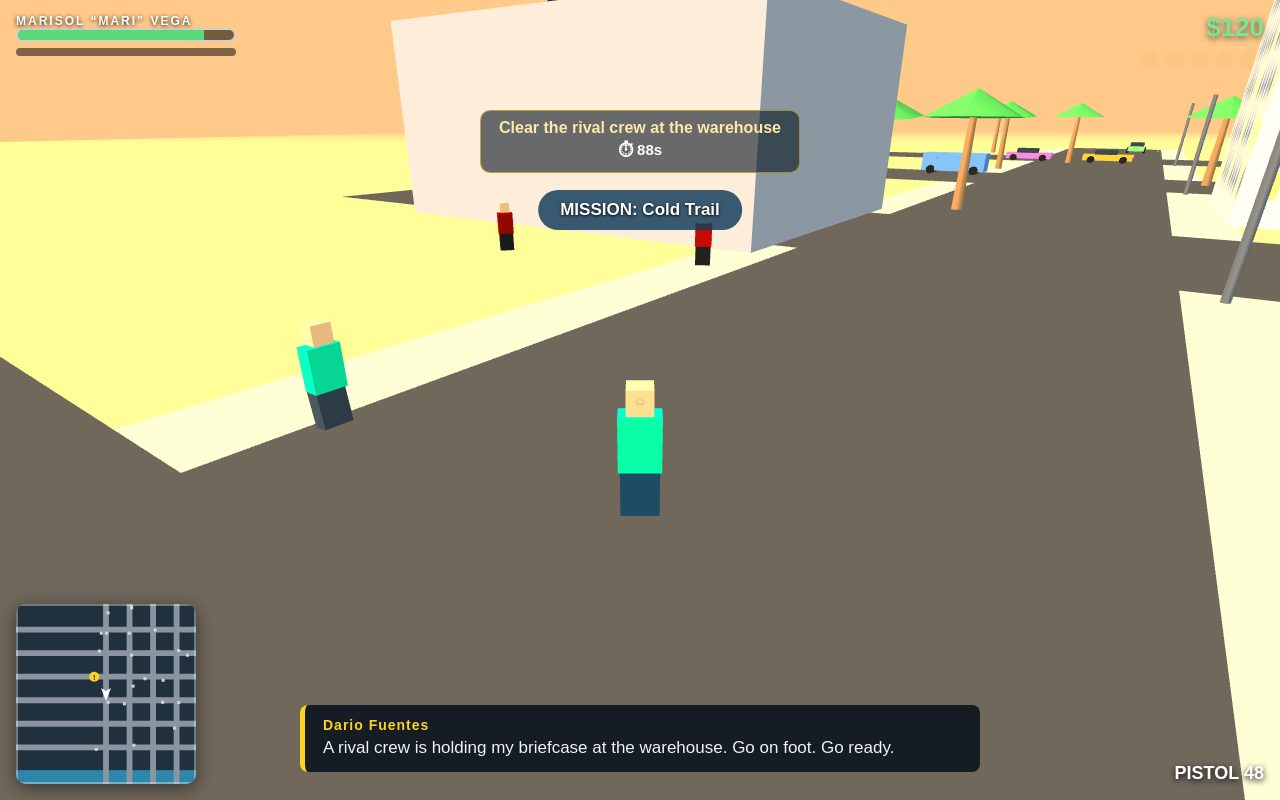 MARISOL “MARI” VEGA
$120
Clear the rival crew at the warehouse
⏱ 88s
MISSION: Cold Trail
!
Dario Fuentes
A rival crew is holding my briefcase at the warehouse. Go on foot. Go ready.
PISTOL 48